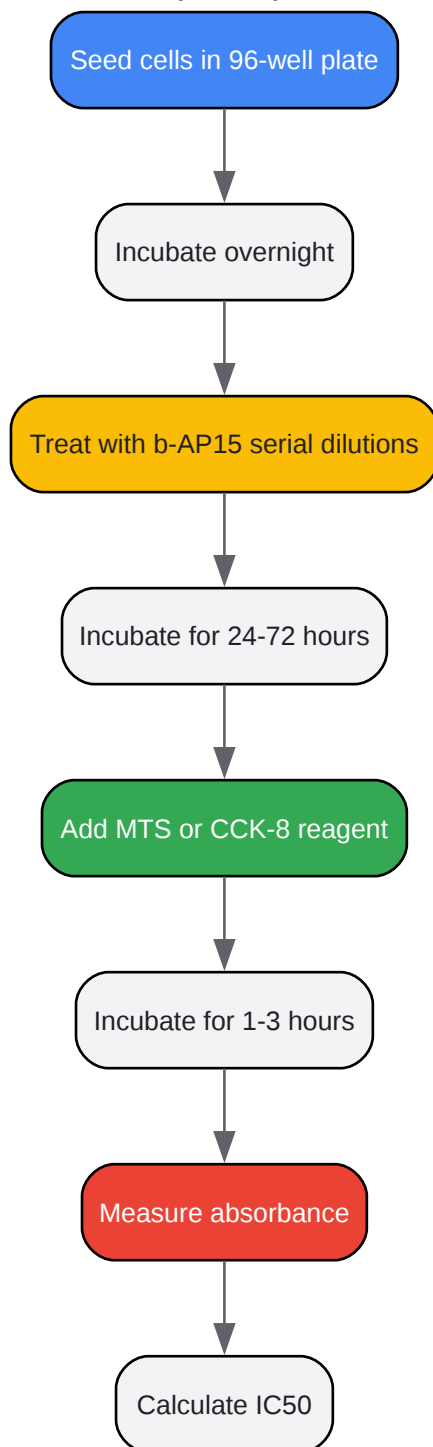 Seed cells in 96-well plate
Incubate overnight
Treat with b-AP15 serial dilutions
Incubate for 24-72 hours
Add MTS or CCK-8 reagent
Incubate for 1-3 hours
Measure absorbance
Calculate IC50